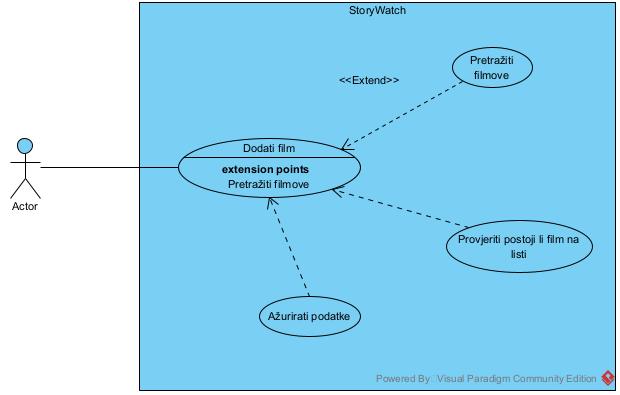 StoryWatch
Pretražiti
filmove
<<Extend>>
Dodati film
extension points
Pretražiti filmove
Actor
Provjeriti postoji li film na
listi
Ažurirati podatke
Powered By: Visual Paradigm Community Edition